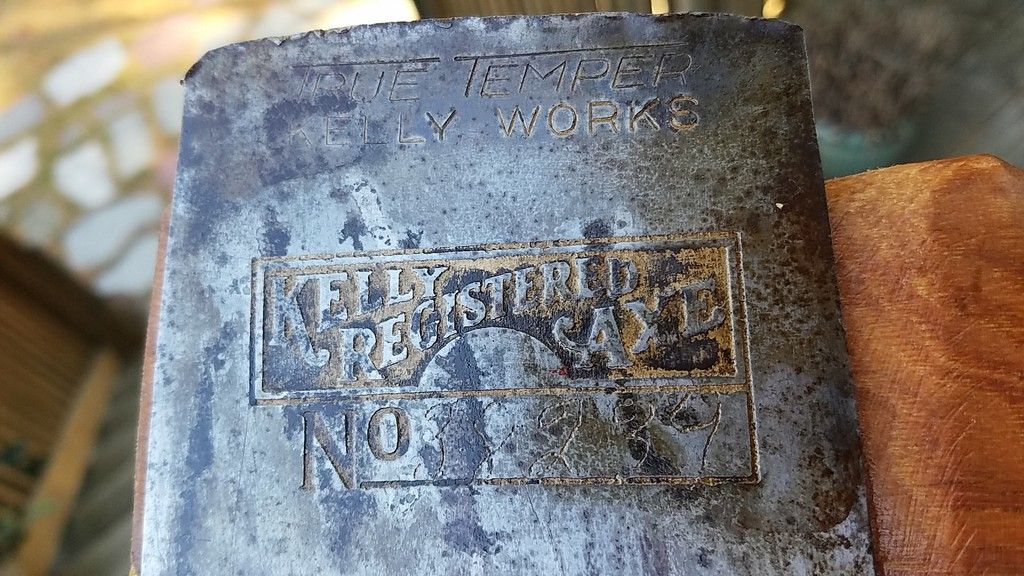 TRUE TEMPER
KELLY WORKS
KELLY
REGISTERED
AXE
No